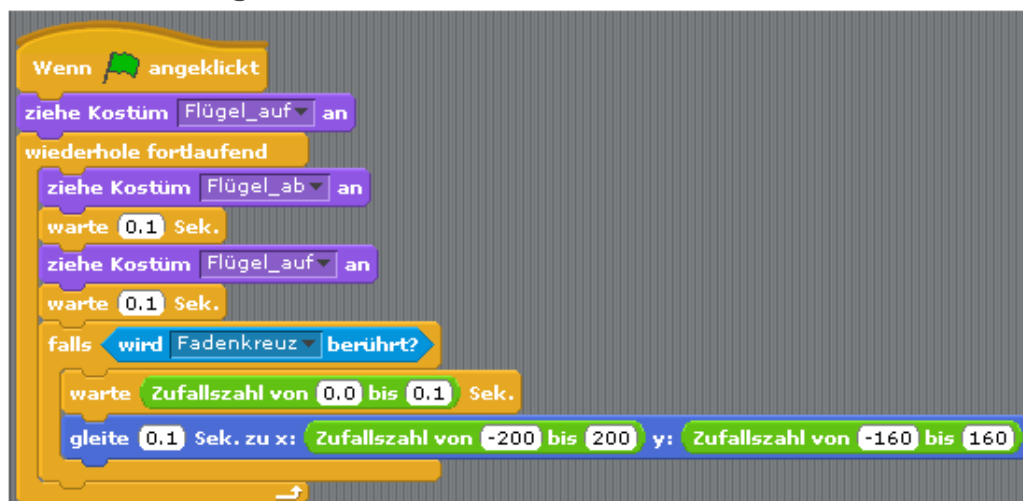 Wenn angeklickt
ziehe Kostüm Flügel_auf an
wiederhole fortlaufend
ziehe Kostüm Flügel_ab an
warte 0.1 Sek.
ziehe Kostüm Flügel_auf an
warte 0.1 Sek.
falls wird Fadenkreuz berührt?
warte Zufallszahl von 0.0 bis 0.1 Sek.
gleite 0.1 Sek. zu x: Zufallszahl von -200 bis 200 y: Zufallszahl von -160 bis 160